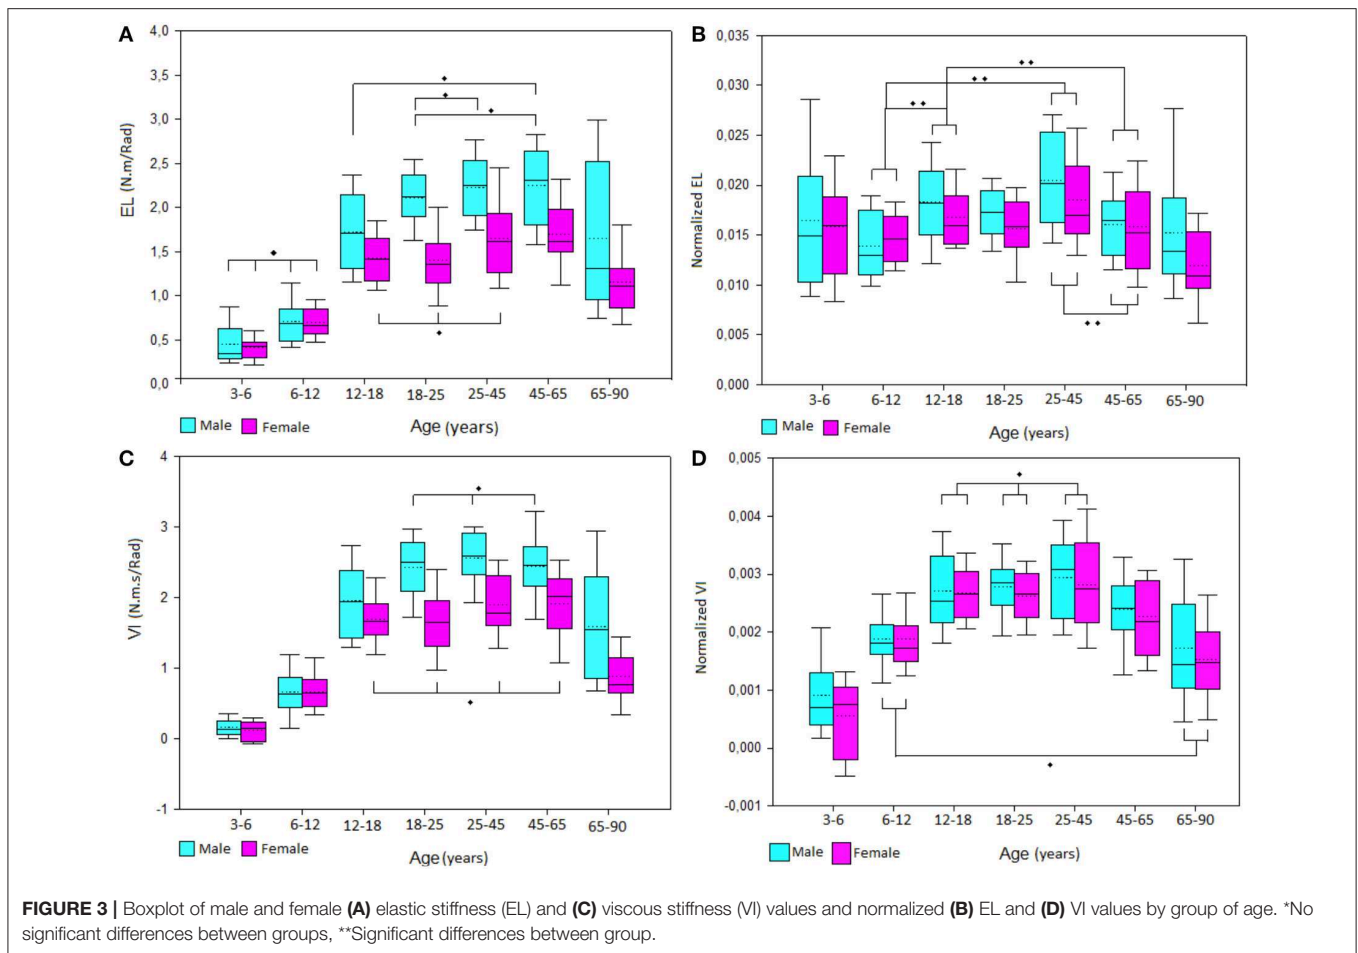 A
4,0
3,5
3,0
2,5
2,0
1,5
1,0
0,5
0,0
EL (N.m/Rad)
3-6 6-12 12-18 18-25 25-45 45-65 65-90
Male Female
Age (years)
B
0,035
0,030
0,025
0,020
0,015
0,010
0,005
0,000
Normalized EL
3-6 6-12 12-18 18-25 25-45 45-65 65-90
Male Female
Age (years)
C
3
2
1
0
-1
VI (N.m.s/Rad)
3-6 6-12 12-18 18-25 25-45 45-65 65-90
Male Female
Age (years)
D
0,005
0,004
0,003
0,002
0,001
0,000
-0,001
Normalized VI
3-6 6-12 12-18 18-25 25-45 45-65 65-90
Male Female
Age (years)
FIGURE 3 | Boxplot of male and female (A) elastic stiffness (EL) and (C) viscous stiffness (VI) values and normalized (B) EL and (D) VI values by group of age. *No
significant differences between groups, **Significant differences between group.